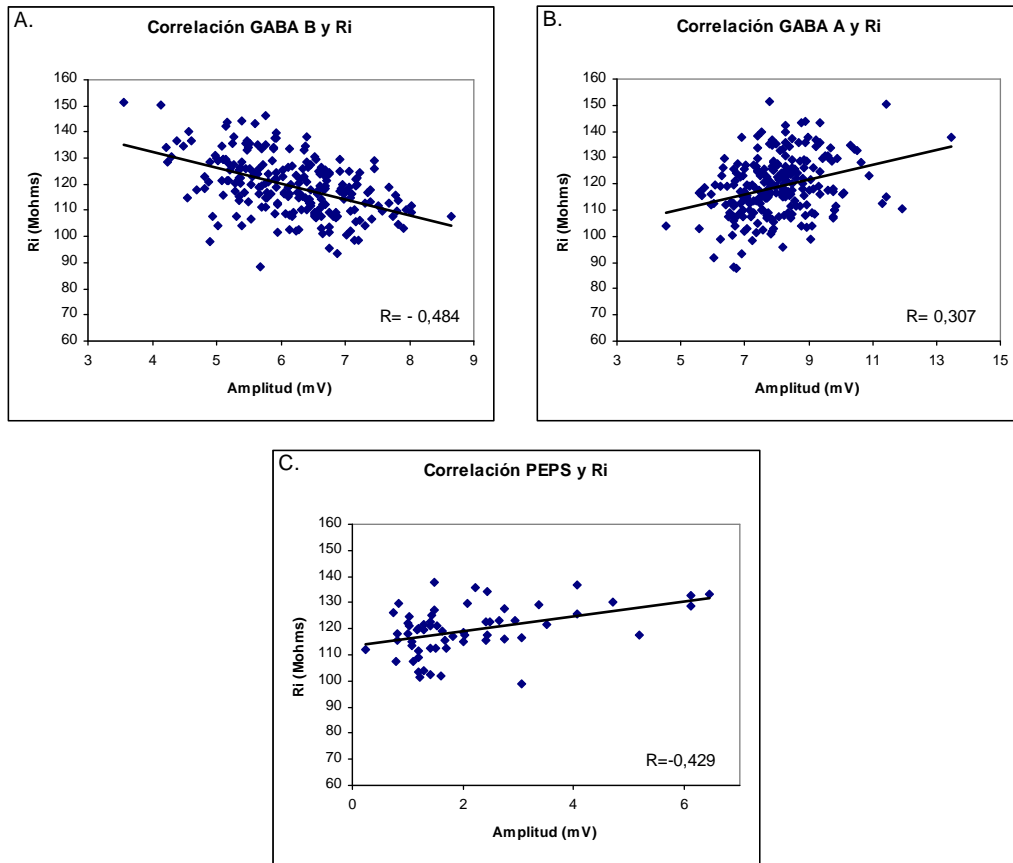 A.
Correlación GABA B y Ri
Ri (Mohms)
160
150
140
130
120
110
100
90
80
70
60
3 4 5 6 7 8 9
Amplitud (mV)
R= - 0,484
B.
Correlación GABA A y Ri
Ri (Mohms)
160
150
140
130
120
110
100
90
80
70
60
3 5 7 9 11 13 15
Amplitud (mV)
R= 0,307
C.
Correlación PEPS y Ri
Ri (Mohms)
160
150
140
130
120
110
100
90
80
70
60
0 2 4 6
Amplitud (mV)
R=-0,429